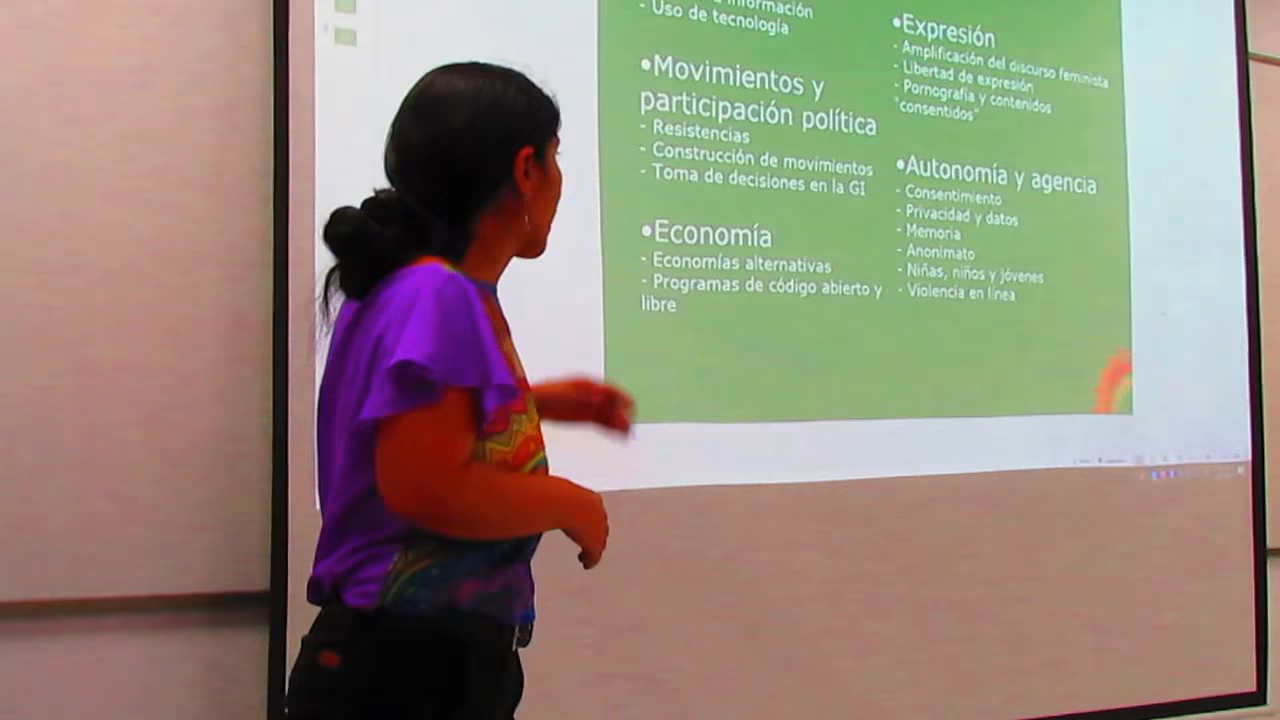 información
- Uso de tecnología
•Movimientos y
participación política
- Resistencias
- Construcción de movimientos
- Toma de decisiones en la GI
•Economía
- Economías alternativas
- Programas de código abierto y
libre
•Expresión
- Amplificación del discurso feminista
- Libertad de expresión
- Pornografía y contenidos
"consentidos"
•Autonomía y agencia
- Consentimiento
- Privacidad y datos
- Memoria
- Anonimato
- Niñas, niños y jóvenes
- Violencia en línea